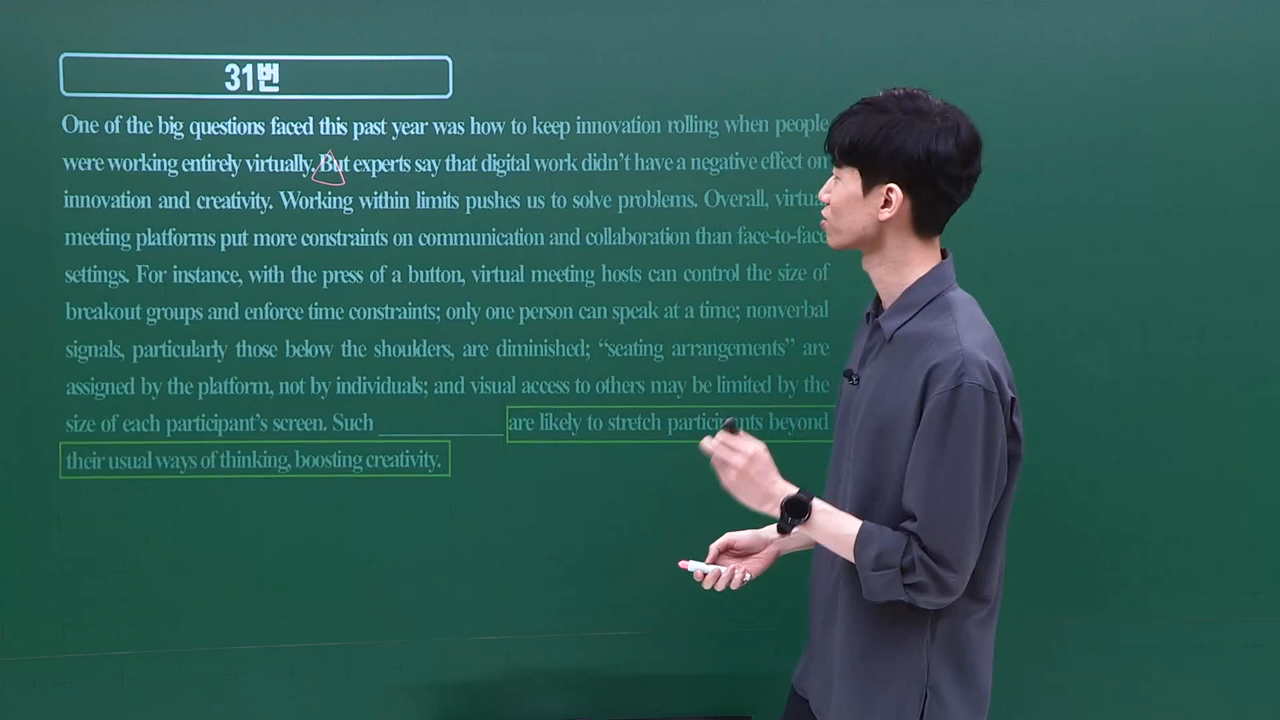 31번
One of the big questions faced this past year was how to keep innovation rolling when people
were working entirely virtually. But experts say that digital work didn't have a negative effect on
innovation and creativity. Working within limits pushes us to solve problems. Overall, virtual
meeting platforms put more constraints on communication and collaboration than face-to-face
settings. For instance, with the press of a button, virtual meeting hosts can control the size of
breakout groups and enforce time constraints; only one person can speak at a time; nonverbal
signals, particularly those below the shoulders, are diminished; “seating arrangements” are
assigned by the platform, not by individuals; and visual access to others may be limited by the
size of each participant's screen. Such ____________ are likely to stretch participants beyond
their usual ways of thinking, boosting creativity.